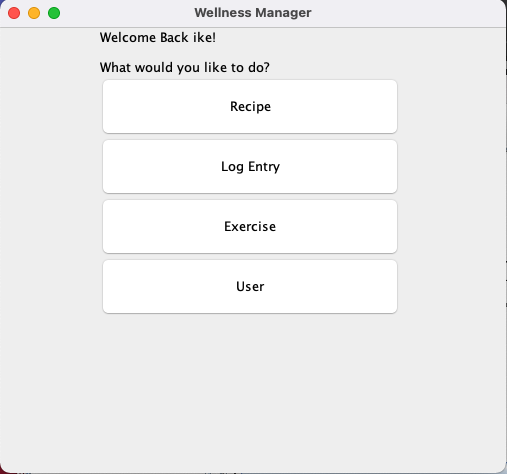 Wellness Manager
Welcome Back ike!
What would you like to do?
Recipe
Log Entry
Exercise
User